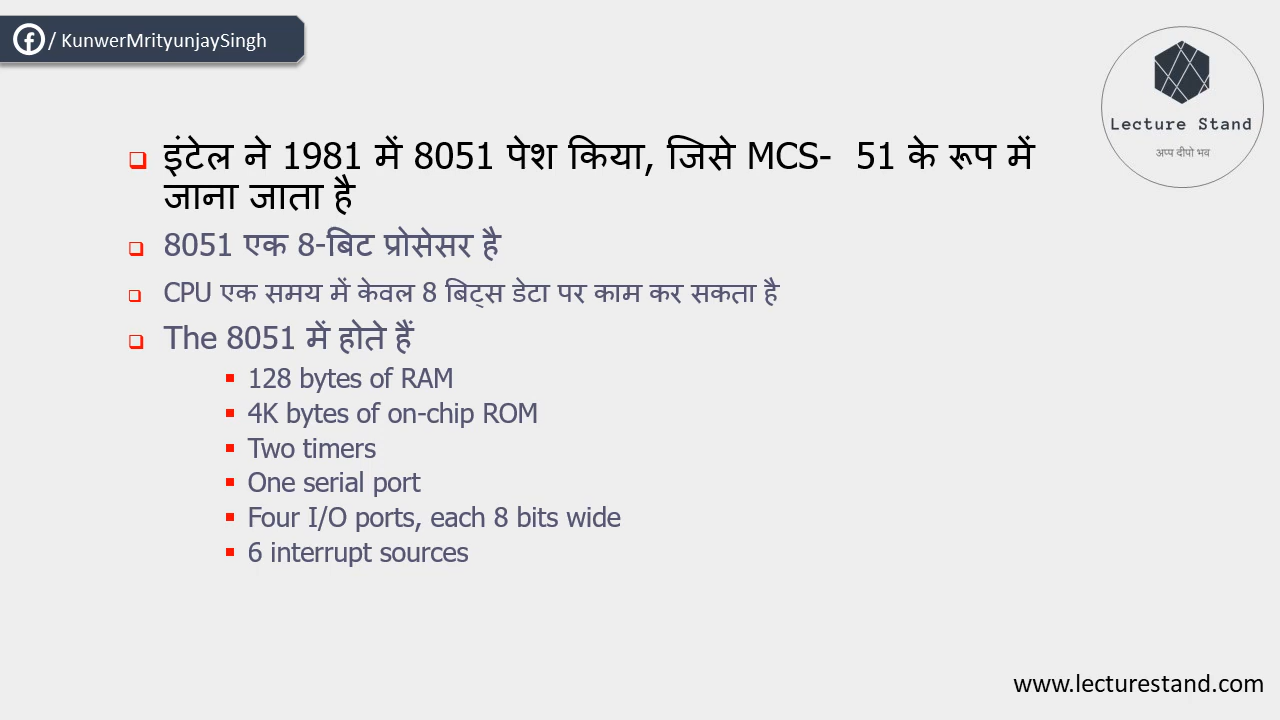 / KunwerMrityunjaySingh
Lecture Stand
अप्प दीपो भव
इंटेल ने 1981 में 8051 पेश किया, जिसे MCS- 51 के रूप में
जाना जाता है
8051 एक 8-बिट प्रोसेसर है
CPU एक समय में केवल 8 बिट्स डेटा पर काम कर सकता है
The 8051 में होते हैं
128 bytes of RAM
4K bytes of on-chip ROM
Two timers
One serial port
Four I/O ports, each 8 bits wide
6 interrupt sources
www.lecturestand.com